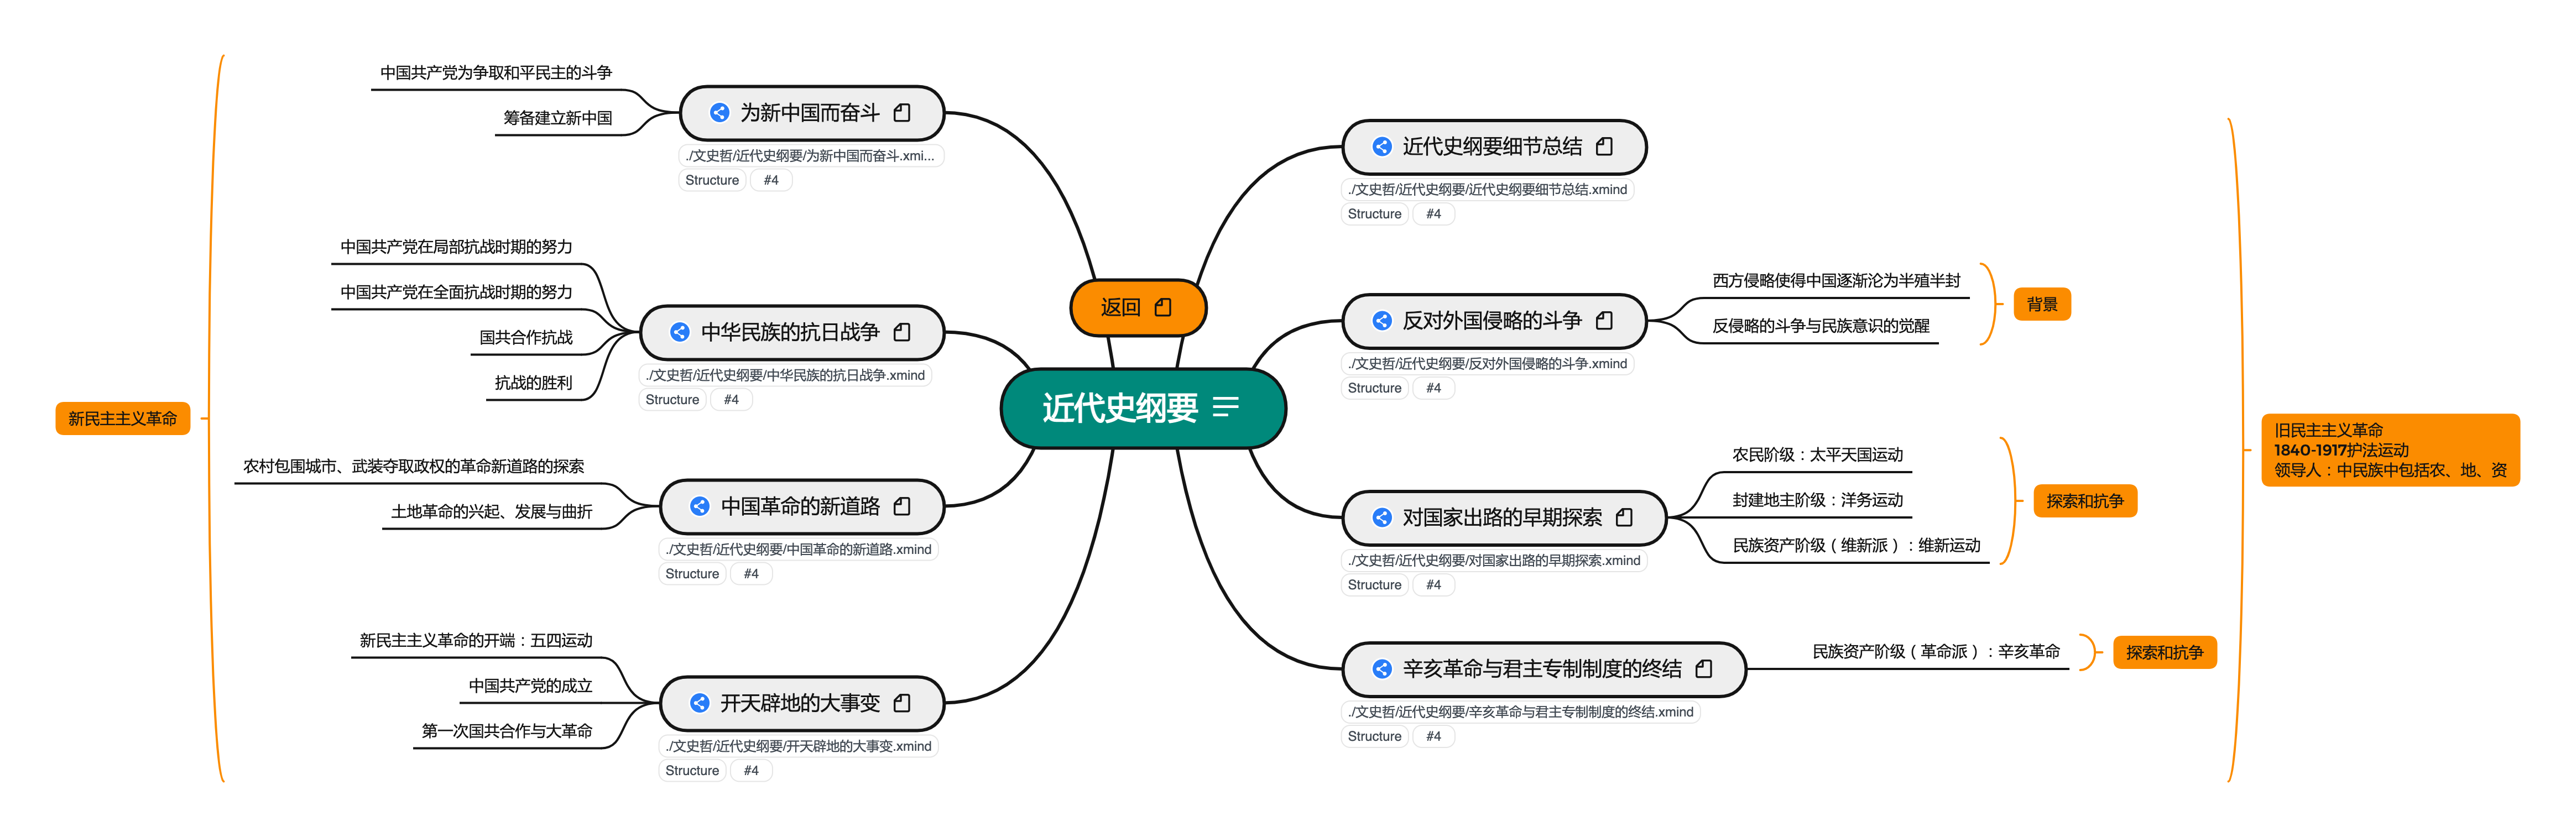 近代史纲要
返回
近代史纲要细节总结
./文史哲/近代史纲要/近代史纲要细节总结.xmind
Structure #4
反对外国侵略的斗争
./文史哲/近代史纲要/反对外国侵略的斗争.xmind
Structure #4
西方侵略使得中国逐渐沦为半殖半封
反侵略的斗争与民族意识的觉醒
背景
对国家出路的早期探索
./文史哲/近代史纲要/对国家出路的早期探索.xmind
Structure #4
农民阶级：太平天国运动
封建地主阶级：洋务运动
民族资产阶级（维新派）：维新运动
探索和抗争
辛亥革命与君主专制制度的终结
./文史哲/近代史纲要/辛亥革命与君主专制制度的终结.xmind
Structure #4
民族资产阶级（革命派）：辛亥革命
探索和抗争
旧民主主义革命
1840-1917护法运动
领导人：中民族中包括农、地、资
为新中国而奋斗
./文史哲/近代史纲要/为新中国而奋斗.xmi...
Structure #4
中国共产党为争取和平民主的斗争
筹备建立新中国
中华民族的抗日战争
./文史哲/近代史纲要/中华民族的抗日战争.xmind
Structure #4
中国共产党在局部抗战时期的努力
中国共产党在全面抗战时期的努力
国共合作抗战
抗战的胜利
中国革命的新道路
./文史哲/近代史纲要/中国革命的新道路.xmind
Structure #4
农村包围城市、武装夺取政权的革命新道路的探索
土地革命的兴起、发展与曲折
开天辟地的大事变
./文史哲/近代史纲要/开天辟地的大事变.xmind
Structure #4
新民主主义革命的开端：五四运动
中国共产党的成立
第一次国共合作与大革命
新民主主义革命